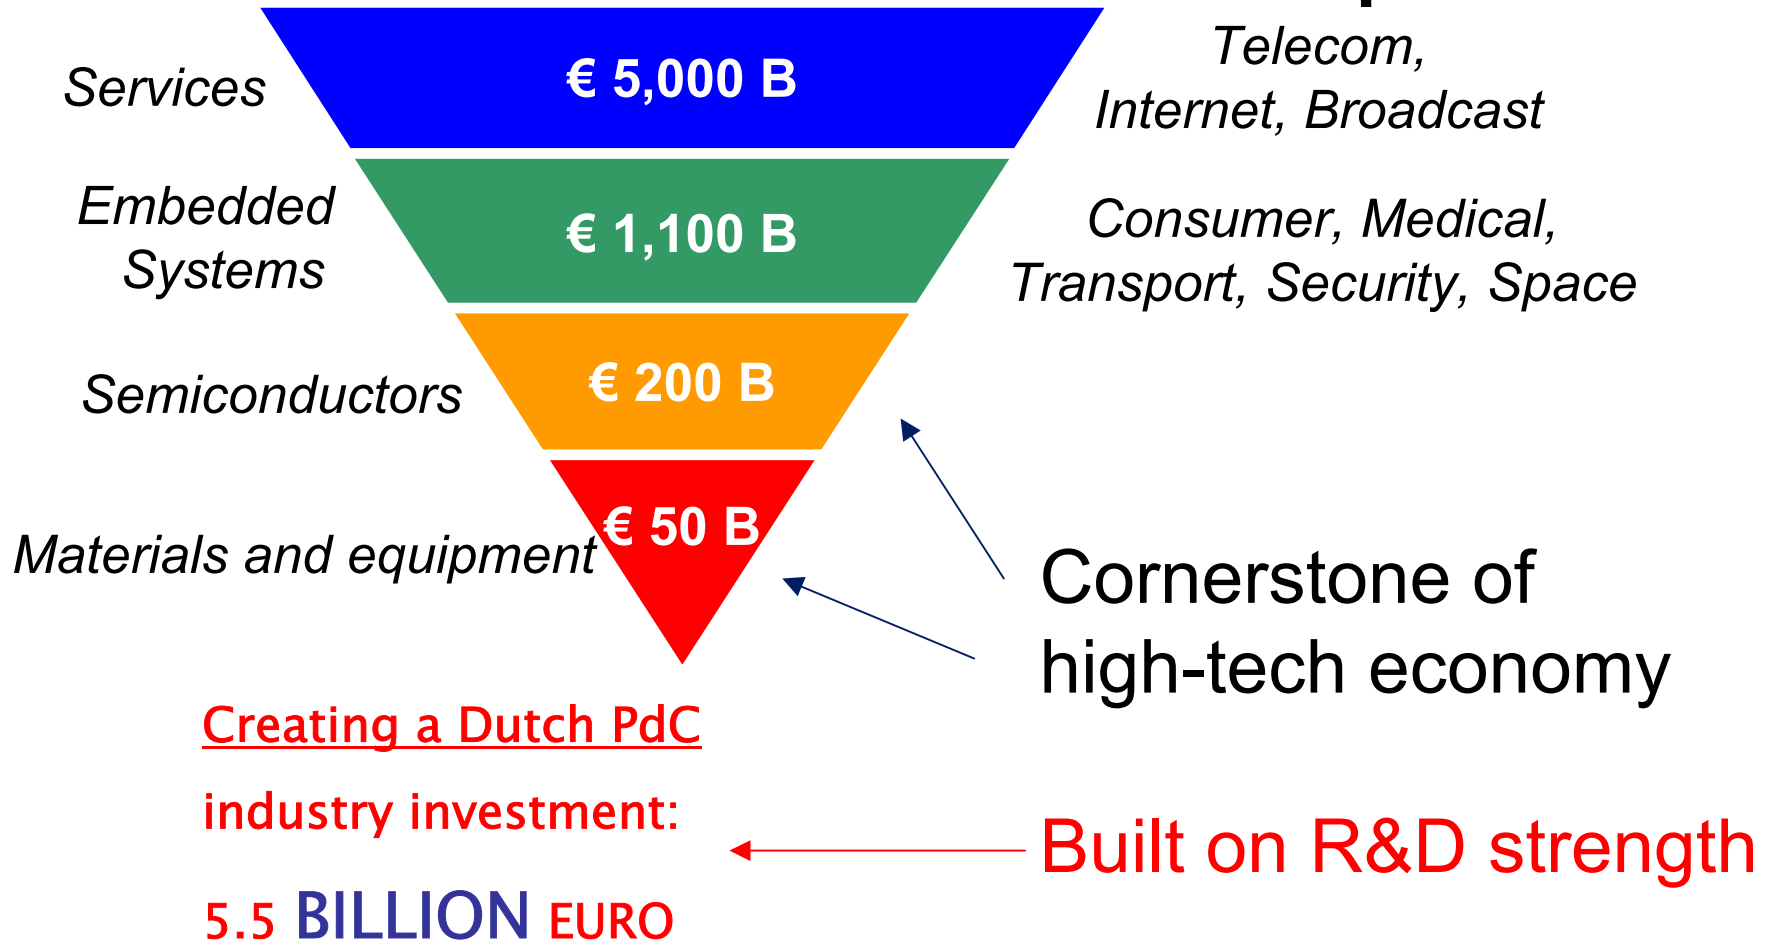 Services
€ 5,000 B
Telecom,
Internet, Broadcast
Embedded
Systems
€ 1,100 B
Consumer, Medical,
Transport, Security, Space
Semiconductors
€ 200 B
Materials and equipment
€ 50 B
Cornerstone of
high-tech economy
Creating a Dutch PdC
industry investment:
5.5 BILLION EURO
Built on R&D strength